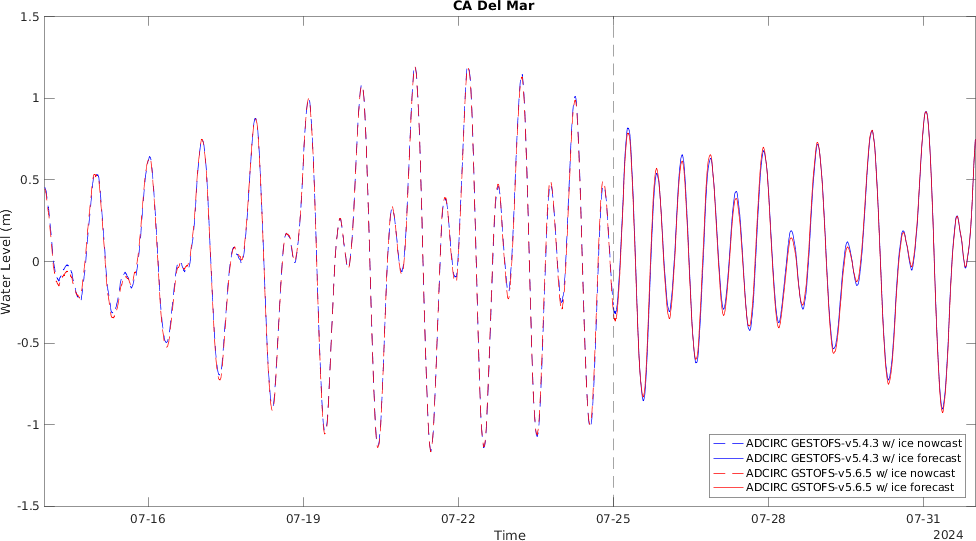 CA Del Mar
1.5
1
0.5
0
-0.5
-1
-1.5
Water Level (m)
07-16
07-19
07-22
07-25
07-28
07-31
Time
2024
ADCIRC GESTOFS-v5.4.3 w/ ice nowcast
ADCIRC GESTOFS-v5.4.3 w/ ice forecast
ADCIRC GSTOFS-v5.6.5 w/ ice nowcast
ADCIRC GSTOFS-v5.6.5 w/ ice forecast